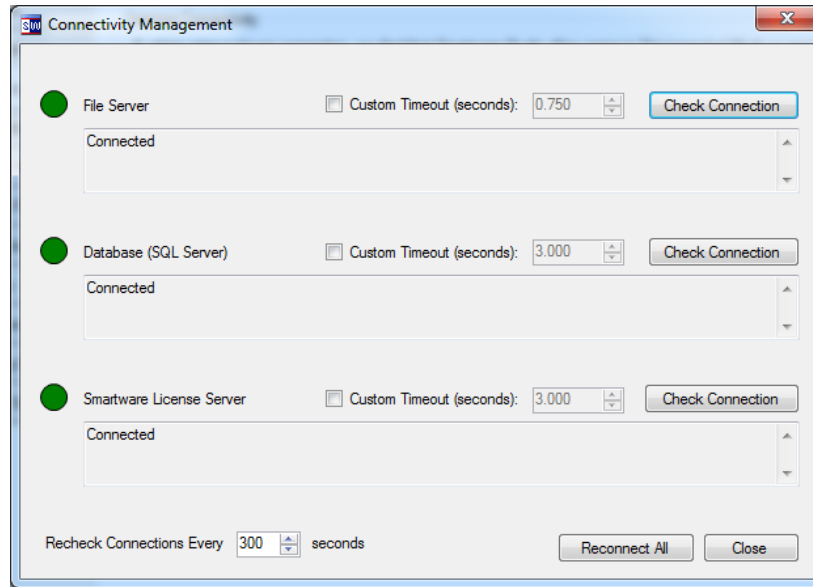 SW Connectivity Management
File Server Custom Timeout (seconds): 0.750 Check Connection
Connected
Database (SQL Server) Custom Timeout (seconds): 3.000 Check Connection
Connected
Smartware License Server Custom Timeout (seconds): 3.000 Check Connection
Connected
Recheck Connections Every 300 seconds Reconnect All Close